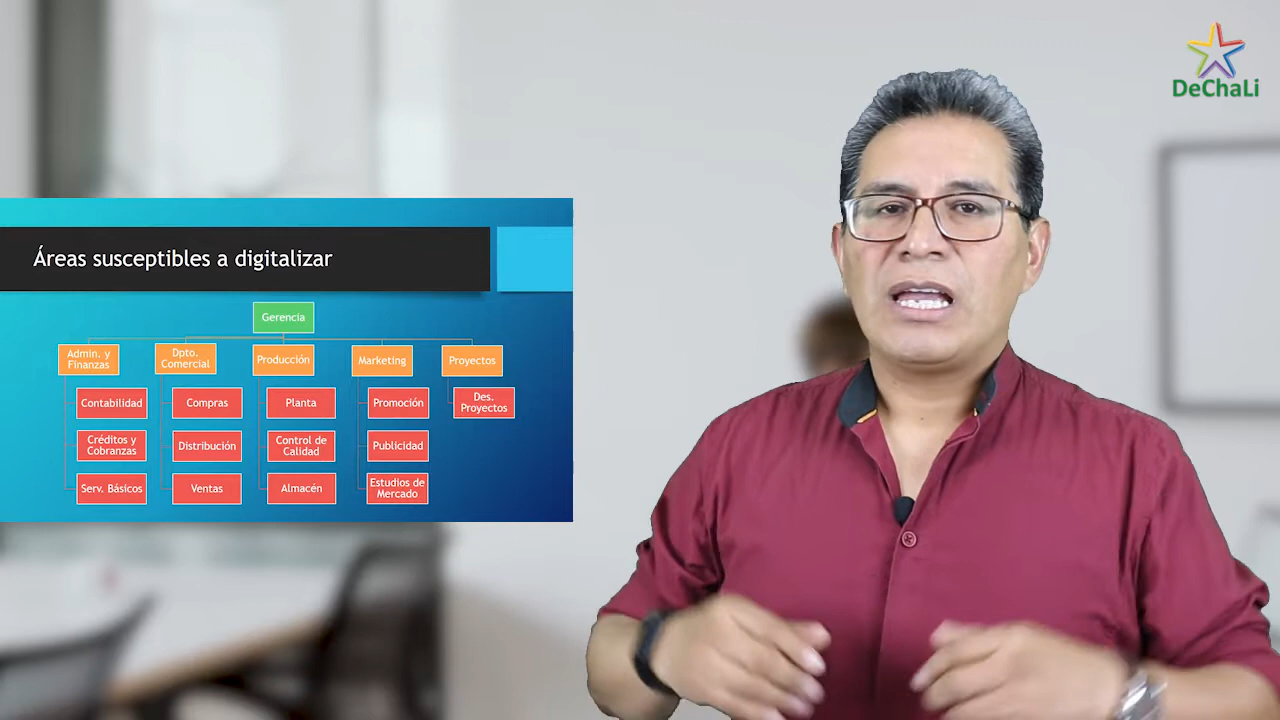 DeChaLi
Áreas susceptibles a digitalizar
Gerencia
Admin. y
Finanzas
Dpto.
Comercial
Producción
Marketing
Proyectos
Contabilidad
Compras
Planta
Promoción
Des.
Proyectos
Créditos y
Cobranzas
Distribución
Control de
Calidad
Publicidad
Serv. Básicos
Ventas
Almacén
Estudios de
Mercado